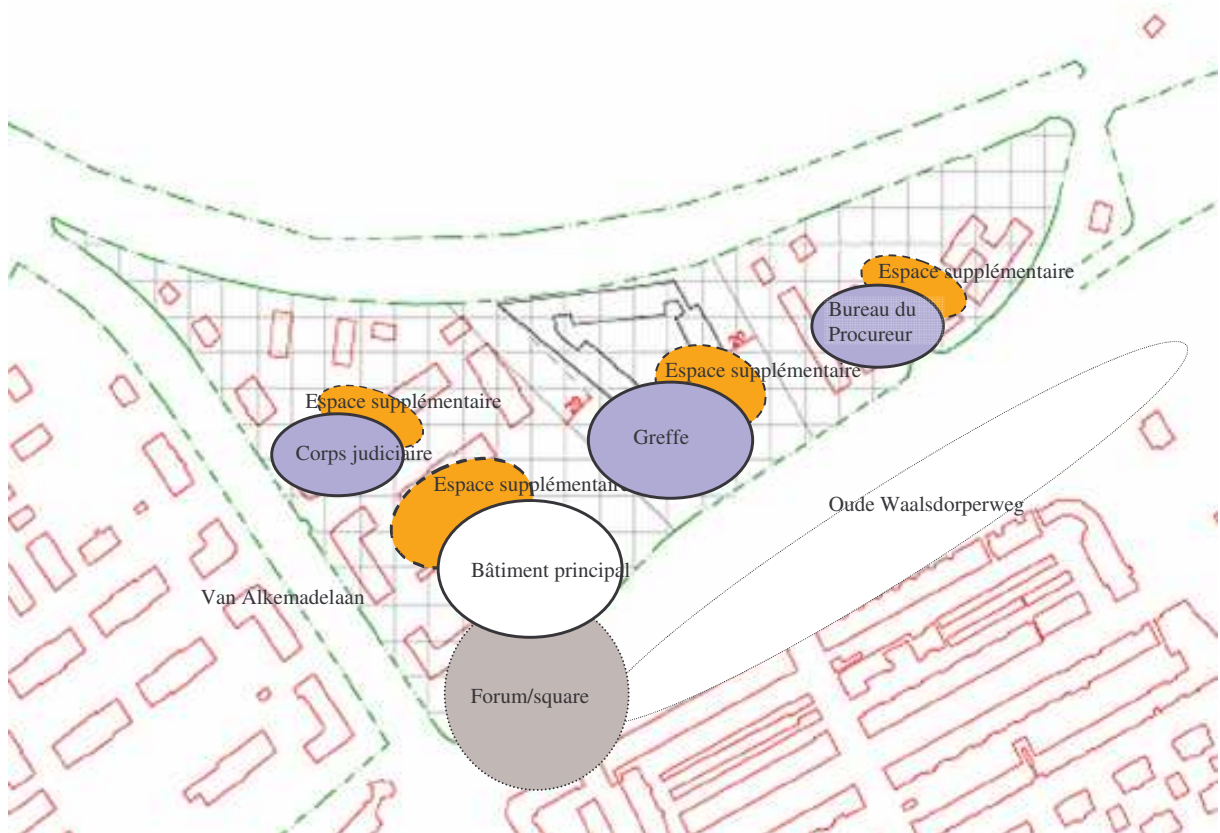 Espace supplémentaire
Bureau du
Procureur
Espace supplémentaire
Espace supplémentaire
Corps judiciaire
Greffe
Espace supplémentaire
Oude Waalsdorperweg
Bâtiment principal
Van Alkemadelaan
Forum/square